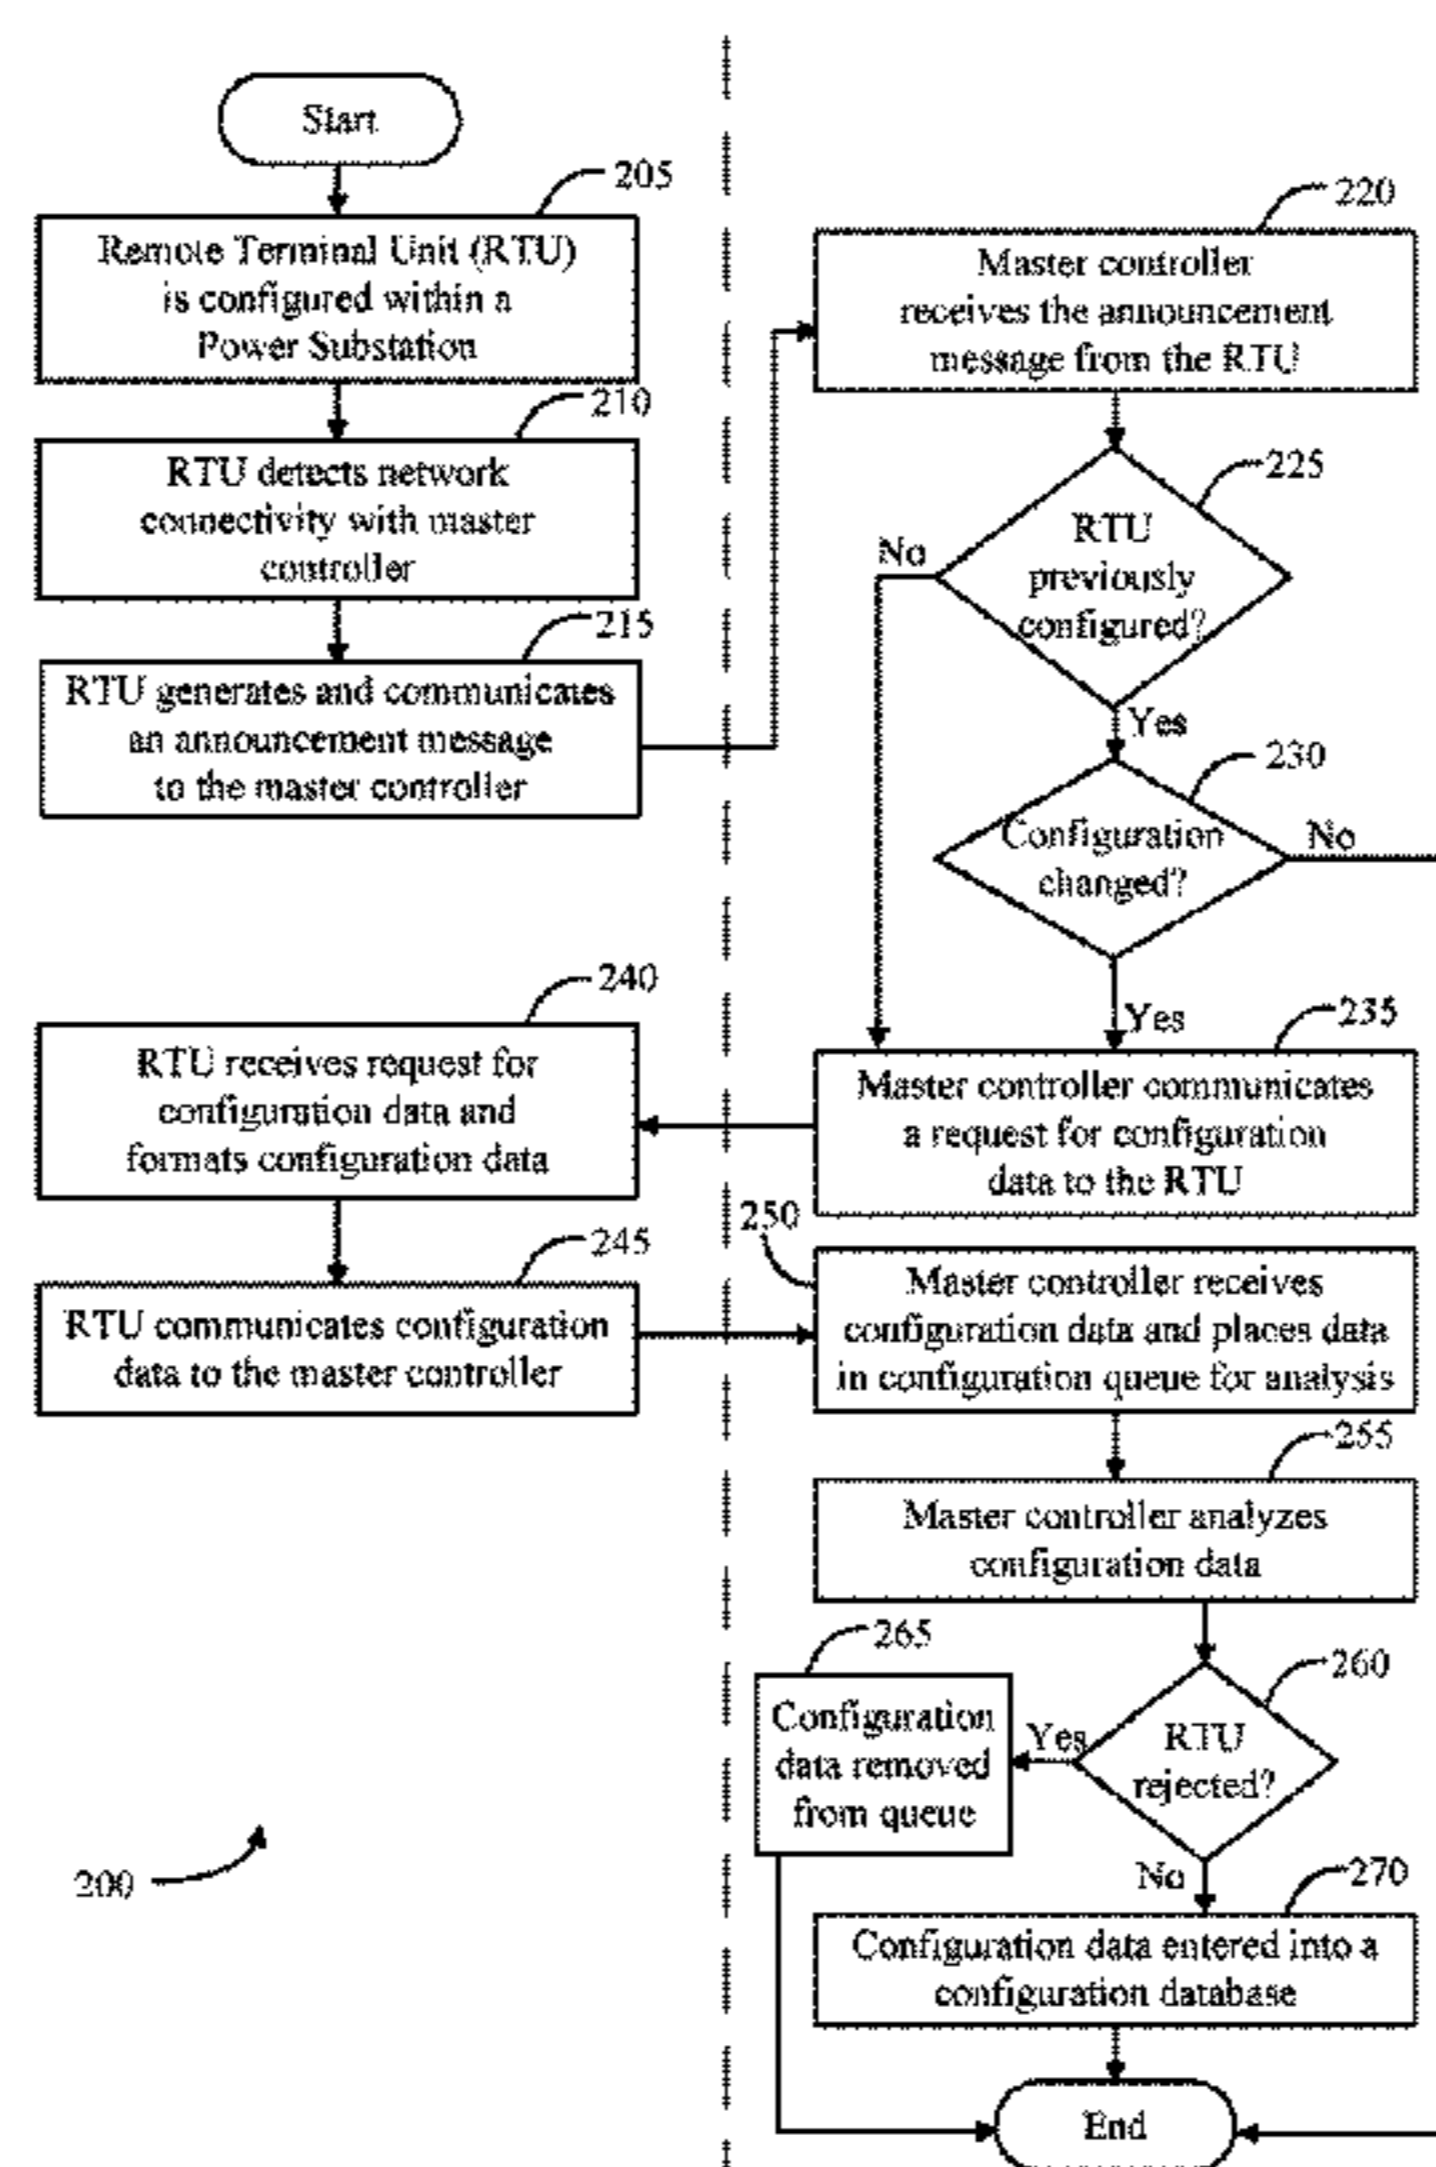 Start
205
Remote Terminal Unit (RTU)
is configured within a
Power Substation
210
RTU detects network
connectivity with master
controller
215
RTU generates and communicates
an announcement message
to the master controller
220
Master controller
receives the announcement
message from the RTU
225
RTU
previously
configured?
No
Yes
230
Configuration
changed?
No
Yes
235
Master controller communicates
a request for configuration
data to the RTU
240
RTU receives request for
configuration data and
formats configuration data
245
RTU communicates configuration
data to the master controller
250
Master controller receives
configuration data and places data
in configuration queue for analysis
255
Master controller analyzes
configuration data
260
RTU
rejected?
Yes
265
Configuration
data removed
from queue
No
270
Configuration data entered into a
configuration database
End
200